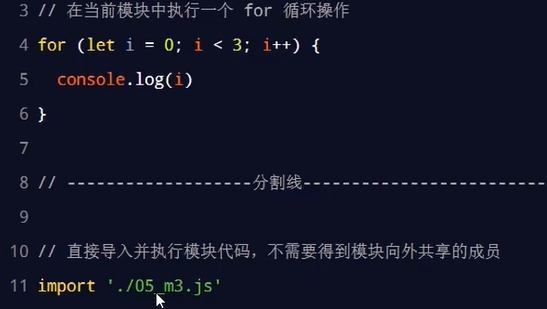 3 // 在当前模块中执行一个 for 循环操作
4 for (let i = 0; i < 3; i++) {
5   console.log(i)
6 }
7
8 // -------------------分割线-------------------------
9
10 // 直接导入并执行模块代码，不需要得到模块向外共享的成员
11 import './05_m3.js'